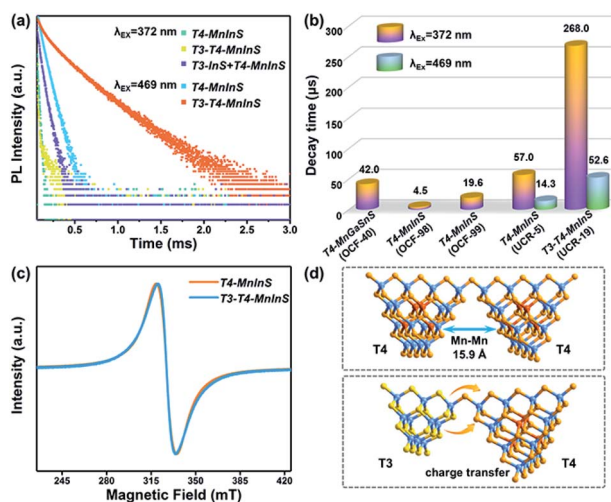 (a)
λEx=372 nm
T4-MnInS
T3-T4-MnInS
T3-InS+T4-MnInS
λEx=469 nm
T4-MnInS
T3-T4-MnInS
PL Intensity (a.u.)
0.5 1.0 1.5 2.0 2.5 3.0
Time (ms)
(b)
λEx=372 nm
λEx=469 nm
268.0
Decay time (μs)
300
250
200
150
100
50
0
42.0
4.5
19.6
57.0
14.3
52.6
T4-MnGaSnS
(OCF-40)
T4-MnInS
(OCF-98)
T4-MnInS
(OCF-99)
T4-MnInS
(UCR-5)
T3-T4-MnInS
(UCR-19)
(c)
T4-MnInS
T3-T4-MnInS
Intensity (a.u.)
245 280 315 350 385 420
Magnetic Field (mT)
(d)
T4
Mn-Mn
15.9 Å
T4
T3
charge transfer
T4